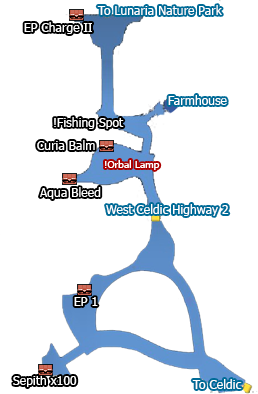 To Lunaria Nature Park
EP Charge II
Farmhouse
!Fishing Spot
Curia Balm
!Orbal Lamp
Aqua Bleed
West Celdic Highway 2
EP 1
Sepith x100
To Celdic